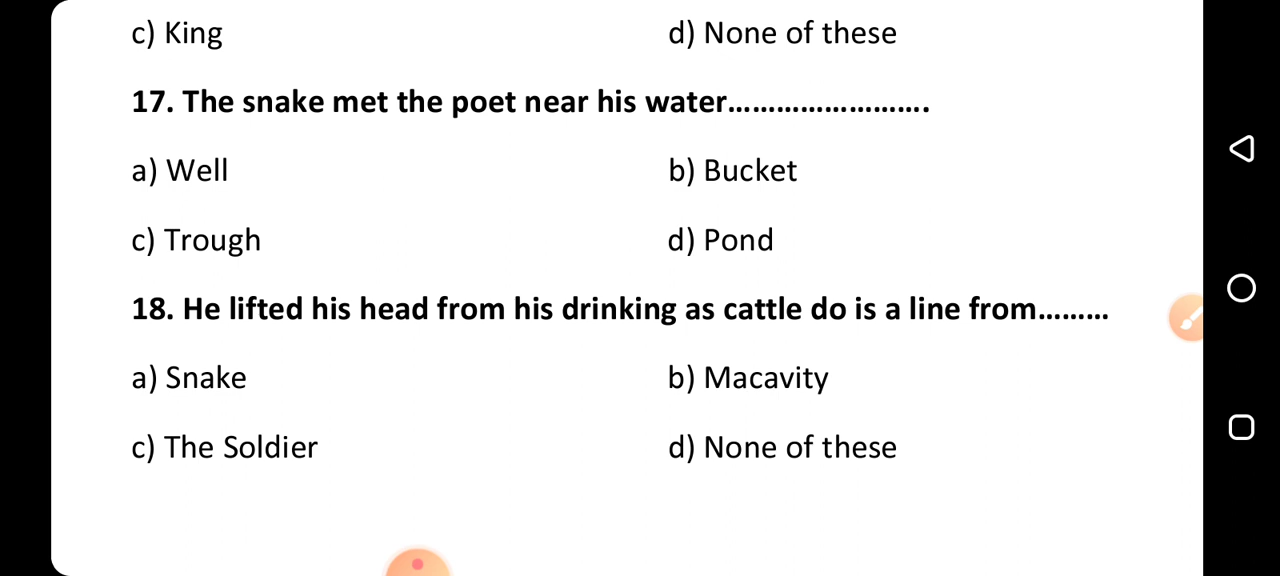 c) King d) None of these
17. The snake met the poet near his water........................
a) Well b) Bucket
c) Trough d) Pond
18. He lifted his head from his drinking as cattle do is a line from.........
a) Snake b) Macavity
c) The Soldier d) None of these